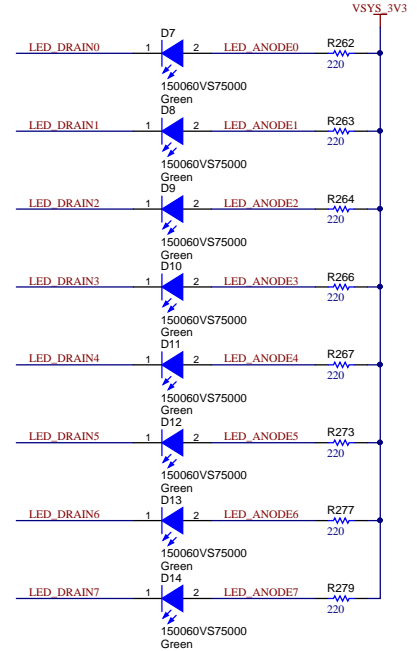 VSYS_3V3
D7
LED_DRAIN0 1 2 LED_ANODE0 R262
220
150060VS75000
Green
D8
LED_DRAIN1 1 2 LED_ANODE1 R263
220
150060VS75000
Green
D9
LED_DRAIN2 1 2 LED_ANODE2 R264
220
150060VS75000
Green
D10
LED_DRAIN3 1 2 LED_ANODE3 R266
220
150060VS75000
Green
D11
LED_DRAIN4 1 2 LED_ANODE4 R267
220
150060VS75000
Green
D12
LED_DRAIN5 1 2 LED_ANODE5 R273
220
150060VS75000
Green
D13
LED_DRAIN6 1 2 LED_ANODE6 R277
220
150060VS75000
Green
D14
LED_DRAIN7 1 2 LED_ANODE7 R279
220
150060VS75000
Green